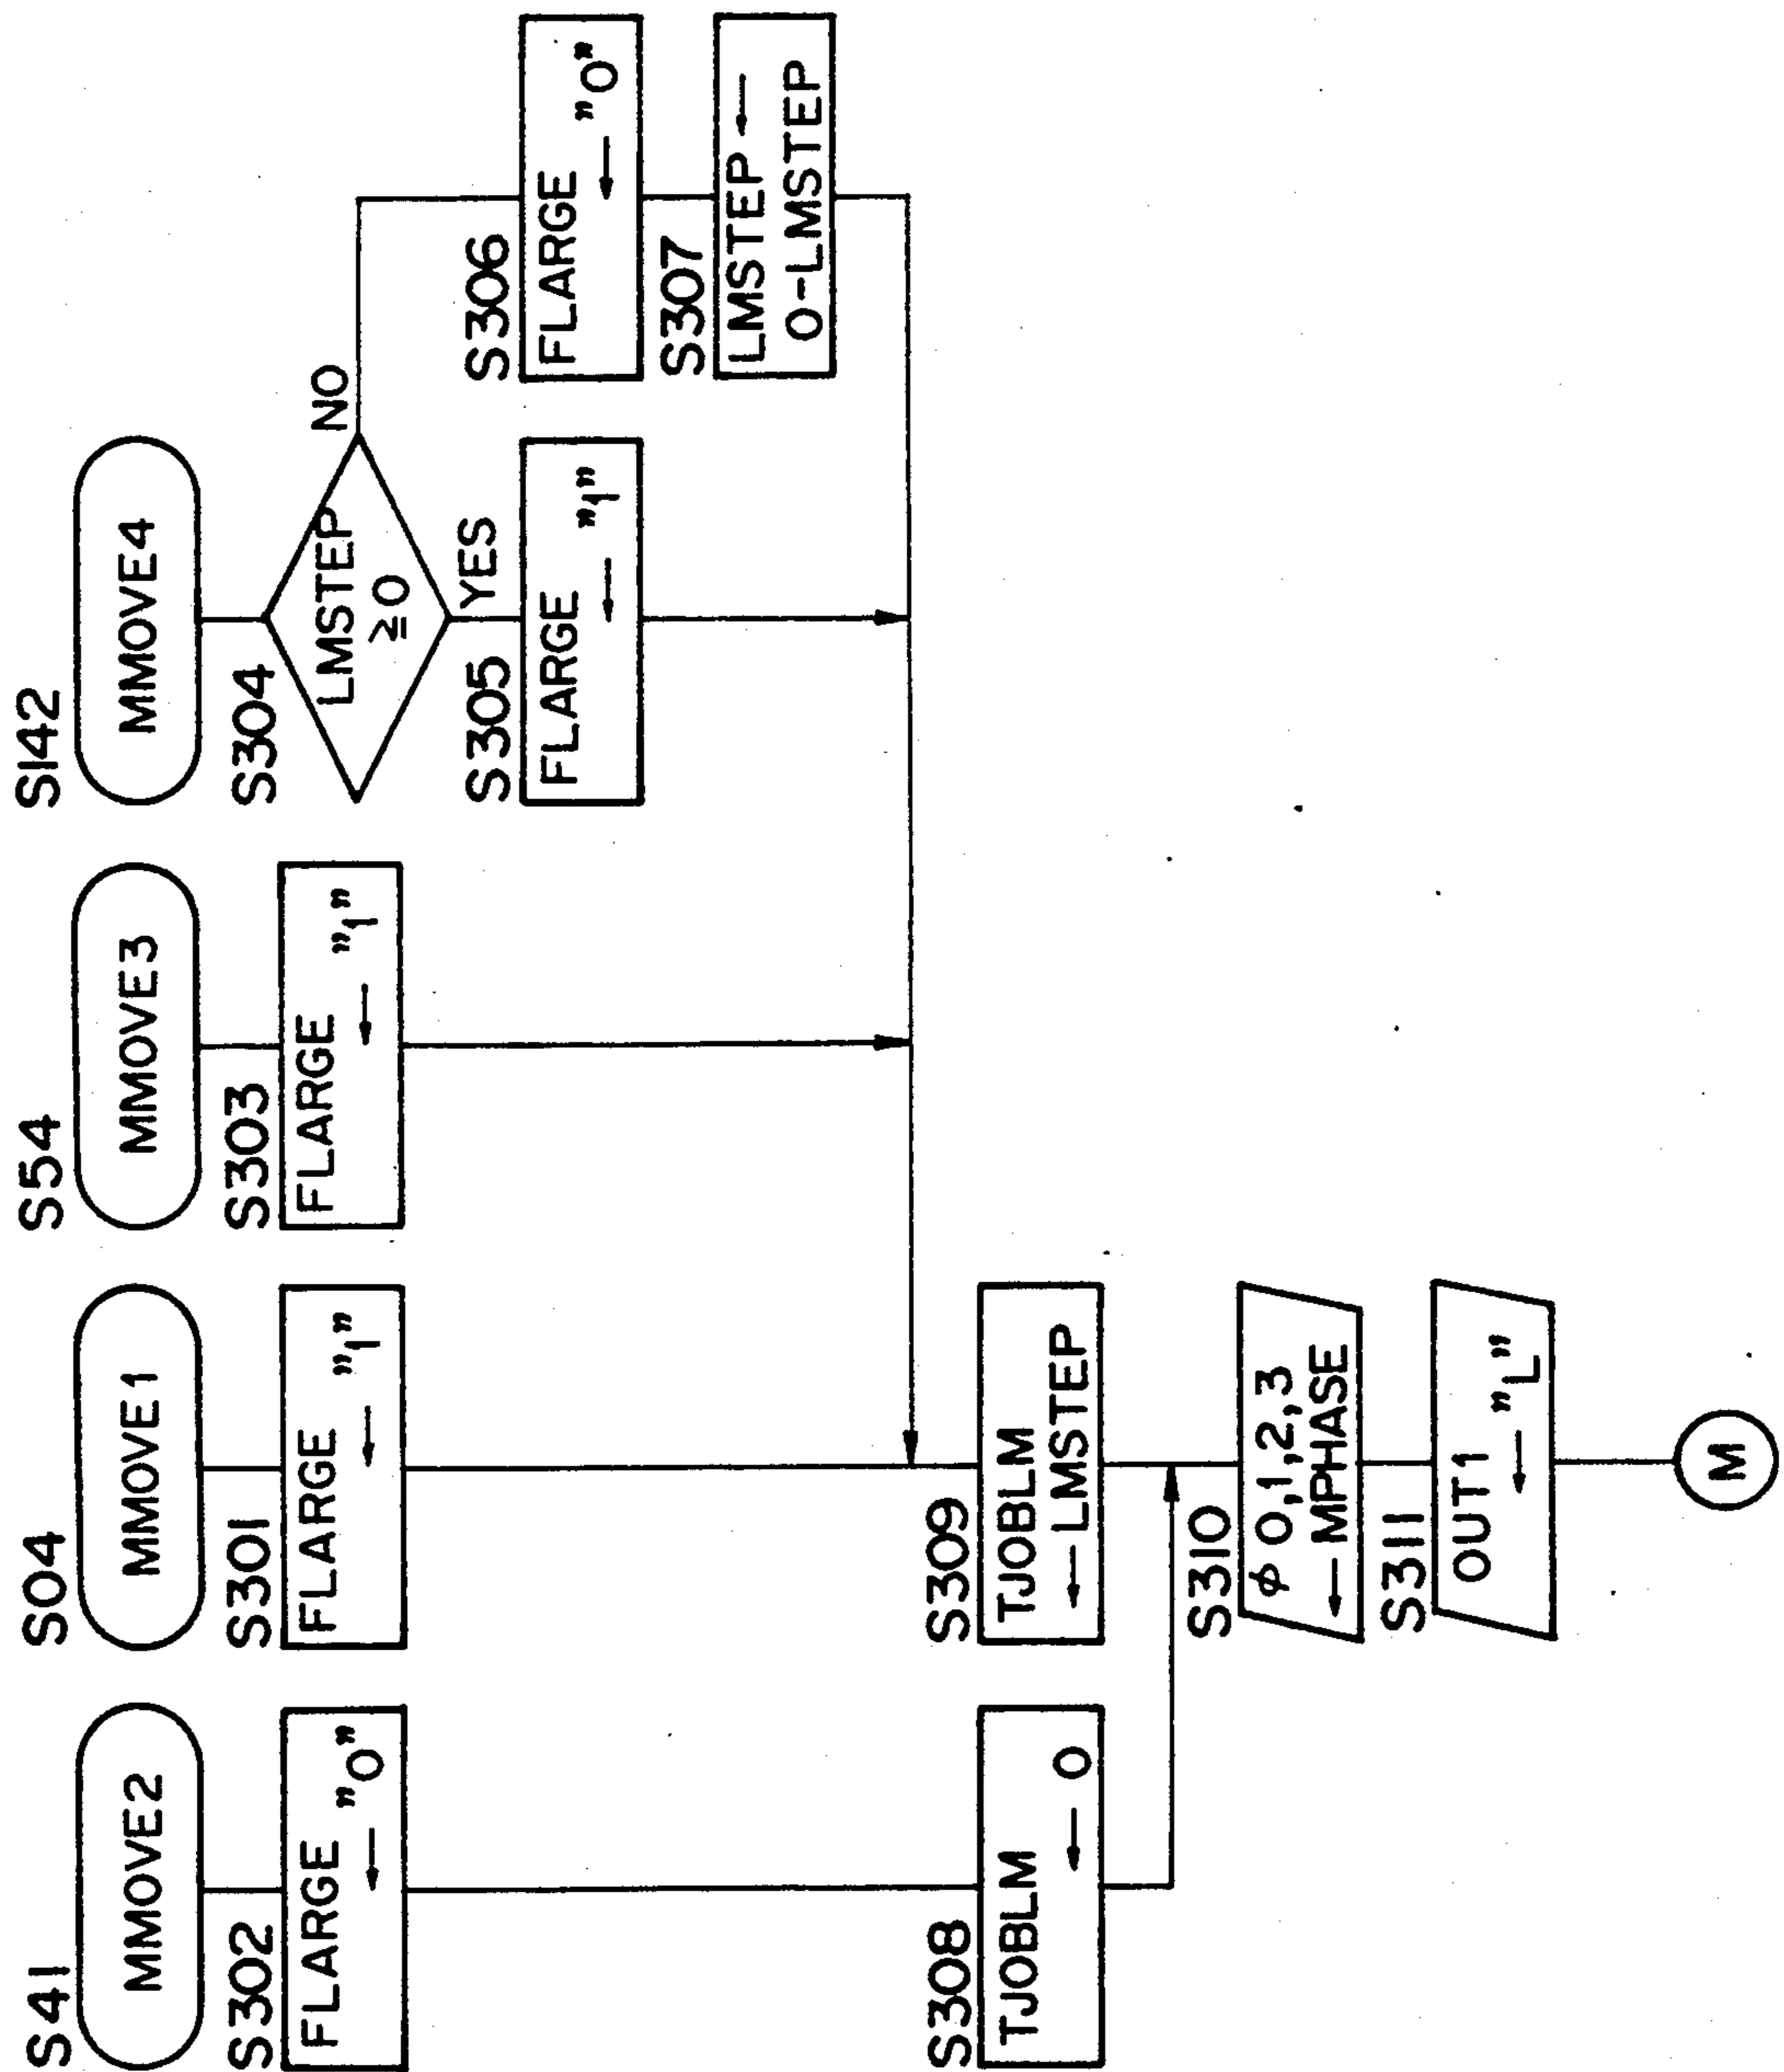 S41
MMOVE2
S302
FLARGE
← "0"
S308
TJOBLM
← 0
S04
MMOVE1
S301
FLARGE
← "1"
S309
TJOBLM
← LMSTEP
S310
ϕ 0,1,2,3
← MPHASE
S311
OUT1
← "L"
M
S54
MMOVE3
S303
FLARGE
← "1"
S142
MMOVE4
S304
LMSTEP
≧0
YES
NO
S305
FLARGE
← "1"
S306
FLARGE
← "0"
S307
LMSTEP ←
0-LMSTEP